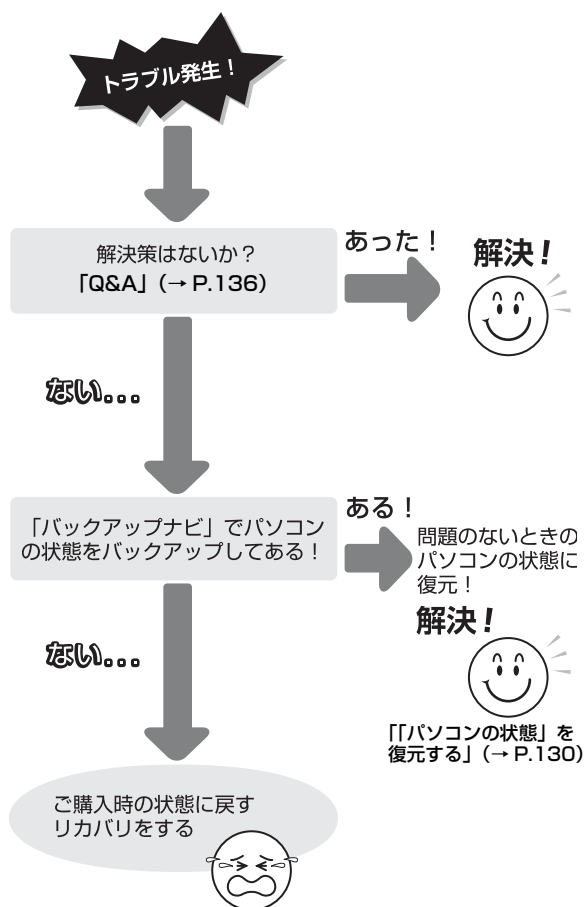 トラブル発生！
解決策はないか？
「Q&A」（→ P.136）
あった！
解決！
ない...
「バックアップナビ」でパソコン
の状態をバックアップしてある！
ある！
問題のないときの
パソコンの状態に
復元！
解決！
「「パソコンの状態」を
復元する」（→ P.130）
ない...
ご購入時の状態に戻す
リカバリをする